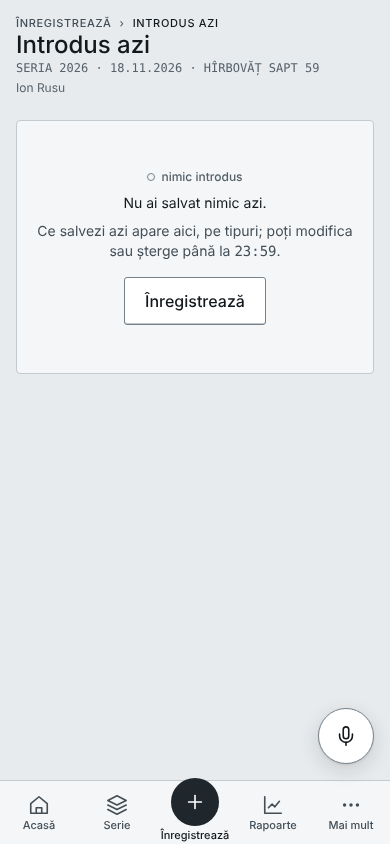 ÎNREGISTREAZĂ › INTRODUS AZI
Introdus azi
SERIA 2026 · 18.11.2026 · HÎRBOVĂȚ SAPT 59
Ion Rusu
nimic introdus
Nu ai salvat nimic azi.
Ce salvezi azi apare aici, pe tipuri; poți modifica
sau șterge până la 23:59.
Înregistrează
Acasă
Serie
Înregistrează
Rapoarte
Mai mult